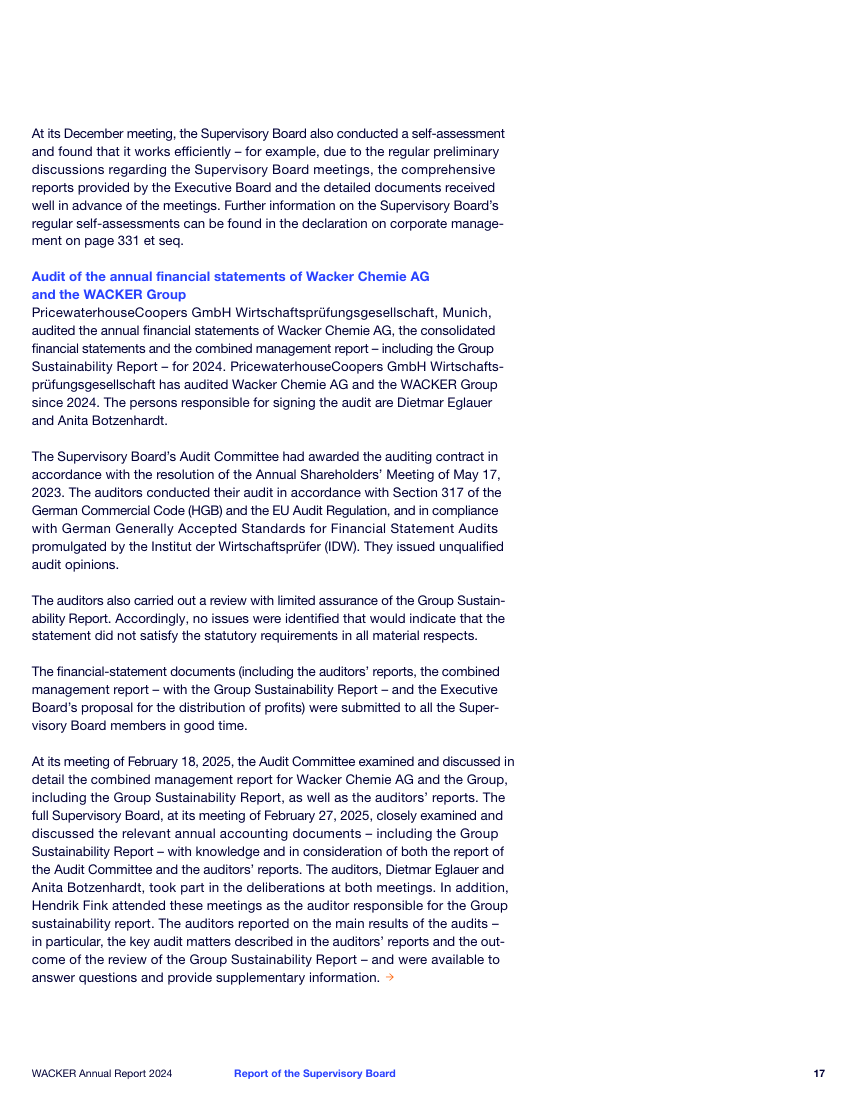 At its December meeting, the Supervisory Board also conducted a self-assessment
and found that it works efficiently – for example, due to the regular preliminary
discussions regarding the Supervisory Board meetings, the comprehensive
reports provided by the Executive Board and the detailed documents received
well in advance of the meetings. Further information on the Supervisory Board’s
regular self-assessments can be found in the declaration on corporate manage-
ment on page 331 et seq.
Audit of the annual financial statements of Wacker Chemie AG
and the WACKER Group
PricewaterhouseCoopers GmbH Wirtschaftsprüfungsgesellschaft, Munich,
audited the annual financial statements of Wacker Chemie AG, the consolidated
financial statements and the combined management report – including the Group
Sustainability Report – for 2024. PricewaterhouseCoopers GmbH Wirtschafts-
prüfungsgesellschaft has audited Wacker Chemie AG and the WACKER Group
since 2024. The persons responsible for signing the audit are Dietmar Eglauer
and Anita Botzenhardt.
The Supervisory Board’s Audit Committee had awarded the auditing contract in
accordance with the resolution of the Annual Shareholders’ Meeting of May 17,
2023. The auditors conducted their audit in accordance with Section 317 of the
German Commercial Code (HGB) and the EU Audit Regulation, and in compliance
with German Generally Accepted Standards for Financial Statement Audits
promulgated by the Institut der Wirtschaftsprüfer (IDW). They issued unqualified
audit opinions.
The auditors also carried out a review with limited assurance of the Group Sustain-
ability Report. Accordingly, no issues were identified that would indicate that the
statement did not satisfy the statutory requirements in all material respects.
The financial-statement documents (including the auditors’ reports, the combined
management report – with the Group Sustainability Report – and the Executive
Board’s proposal for the distribution of profits) were submitted to all the Super-
visory Board members in good time.
At its meeting of February 18, 2025, the Audit Committee examined and discussed in
detail the combined management report for Wacker Chemie AG and the Group,
including the Group Sustainability Report, as well as the auditors’ reports. The
full Supervisory Board, at its meeting of February 27, 2025, closely examined and
discussed the relevant annual accounting documents – including the Group
Sustainability Report – with knowledge and in consideration of both the report of
the Audit Committee and the auditors’ reports. The auditors, Dietmar Eglauer and
Anita Botzenhardt, took part in the deliberations at both meetings. In addition,
Hendrik Fink attended these meetings as the auditor responsible for the Group
sustainability report. The auditors reported on the main results of the audits –
in particular, the key audit matters described in the auditors’ reports and the out-
come of the review of the Group Sustainability Report – and were available to
answer questions and provide supplementary information. →
WACKER Annual Report 2024 Report of the Supervisory Board 17